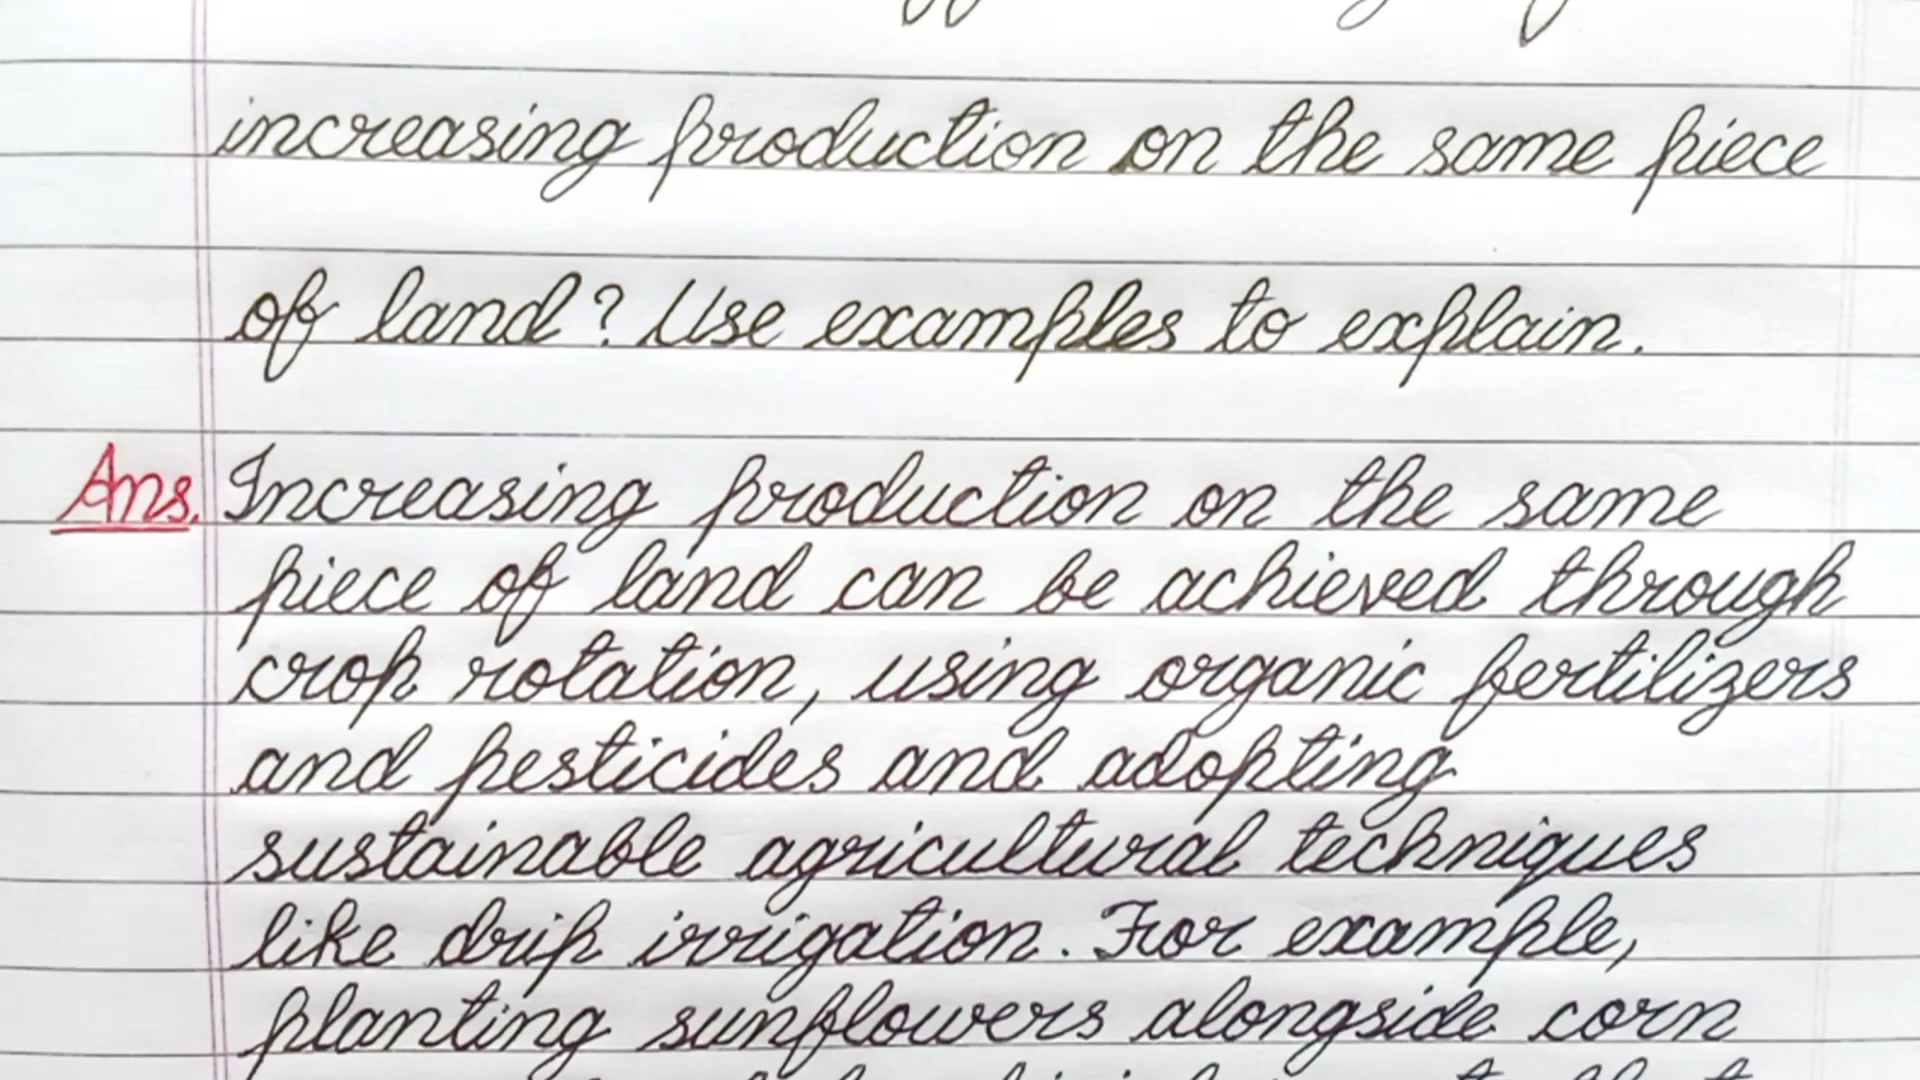 increasing production on the same piece
of land? Use examples to explain.
Ans. Increasing production on the same
piece of land can be achieved through
crop rotation, using organic fertilizers
and pesticides and adopting
sustainable agricultural techniques
like drip irrigation. For example,
planting sunflowers alongside corn